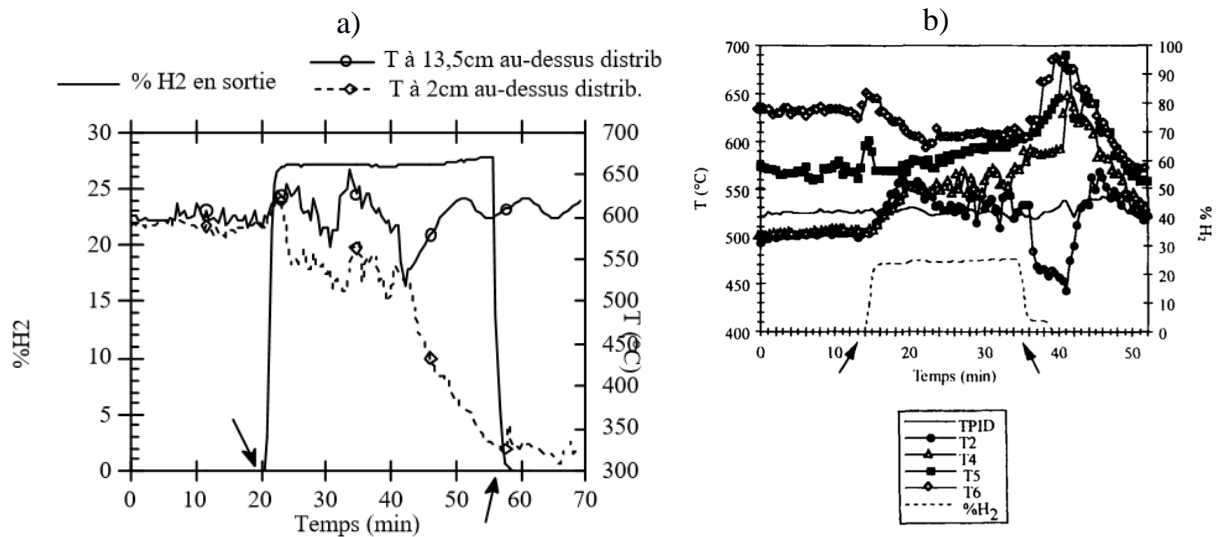 a)
% H2 en sortie
T à 13,5cm au-dessus distrib
T à 2cm au-dessus distrib.
30
25
20
15
10
5
0
%H2
700
650
600
550
500
450
400
350
300
T (°C)
0 10 20 30 40 50 60 70
Temps (min)
b)
700
650
600
550
500
450
400
T (°C)
100
90
80
70
60
50
40
30
20
10
0
% H2
0 10 20 30 40 50
Temps (min)
TPID
T2
T4
T5
T6
%H2